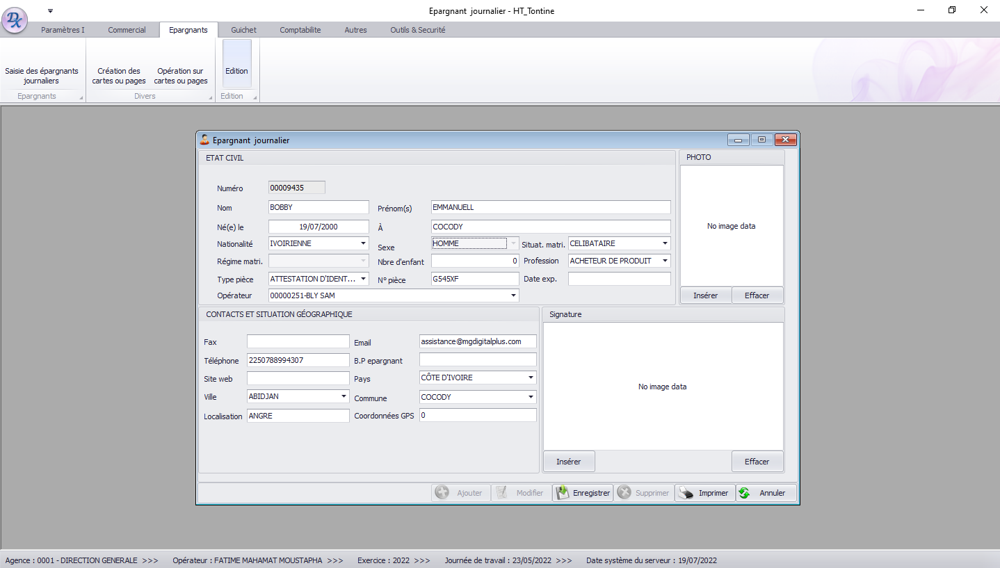 Epargnant journalier - HT_Tontine
Paramètres I Commercial Epargnants Guichet Comptabilite Autres Outils & Securité
Saisie des épargnants
journaliers
Création des
cartes ou pages
Opération sur
cartes ou pages
Edition
Epargnants Divers Edition
Epargnant journalier
ETAT CIVIL
Numéro 00009435
Nom BOBBY Prénom(s) EMMANUELL
Né(e) le 19/07/2000 À COCODY
Nationalité IVOIRIENNE Sexe HOMME Situat. matri. CELIBATAIRE
Régime matri. Nbre d'enfant 0 Profession ACHETEUR DE PRODUIT
Type pièce ATTESTATION D'IDENT... N° pièce G545XF Date exp.
Opérateur 00000251-BLY SAM
PHOTO
No image data
Insérer Effacer
CONTACTS ET SITUATION GÉOGRAPHIQUE
Fax Email assistance@mgdigitalplus.com
Téléphone 2250788994307 B.P epargnant
Site web Pays CÔTE D'IVOIRE
Ville ABIDJAN Commune COCODY
Localisation ANGRE Coordonnées GPS 0
Signature
No image data
Insérer Effacer
Ajouter Modifier Enregistrer Supprimer Imprimer Annuler
Agence : 0001 - DIRECTION GENERALE >>> Opérateur : FATIME MAHAMAT MOUSTAPHA >>> Exercice : 2022 >>> Journée de travail : 23/05/2022 >>> Date système du serveur : 19/07/2022